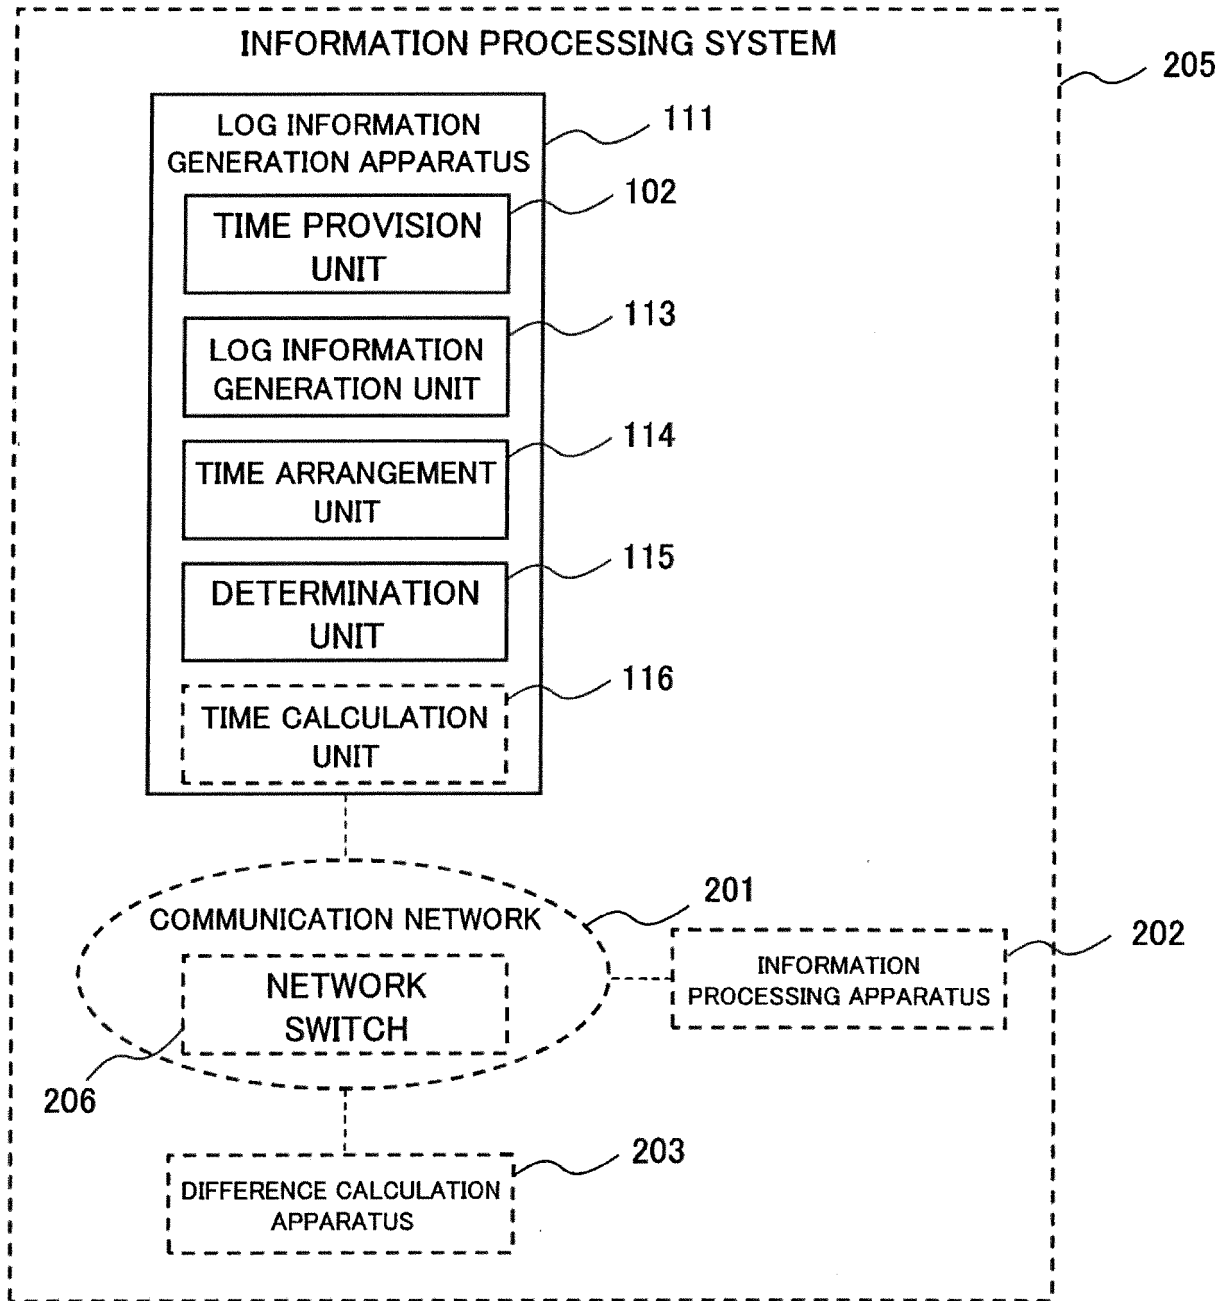 INFORMATION PROCESSING SYSTEM
205
LOG INFORMATION
GENERATION APPARATUS
111
TIME PROVISION
UNIT
102
LOG INFORMATION
GENERATION UNIT
113
TIME ARRANGEMENT
UNIT
114
DETERMINATION
UNIT
115
TIME CALCULATION
UNIT
116
COMMUNICATION NETWORK
201
NETWORK
SWITCH
206
INFORMATION
PROCESSING APPARATUS
202
DIFFERENCE CALCULATION
APPARATUS
203